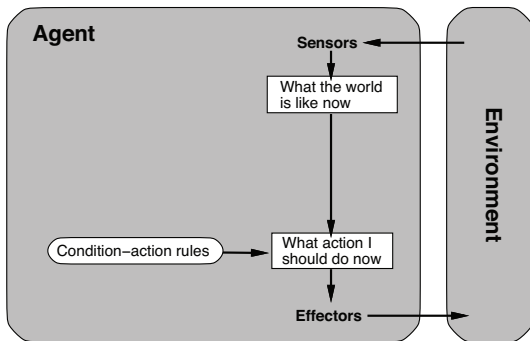 Agent
Sensors
What the world
is like now
Environment
Condition−action rules
What action I
should do now
Effectors